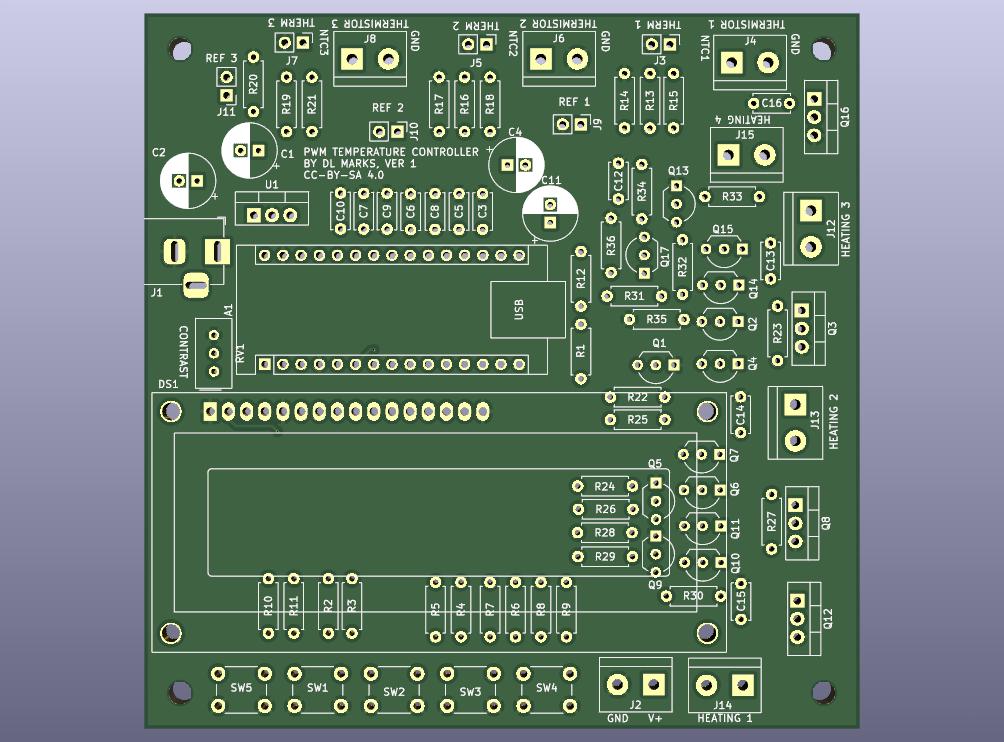 THERM 3
THERMISTOR 3
THERM 2
THERMISTOR 2
THERM 1
THERMISTOR 1
J8
NTC3
GND
J6
NTC2
GND
J4
NTC1
GND
J7
J5
J3
REF 3
R20
J11
R19
R21
R17
R16
R18
R14
R13
R15
C16
Q16
REF 2
J10
REF 1
J9
HEATING 4
J15
C2
C1
+
+
PWM TEMPERATURE CONTROLLER
BY DL MARKS, VER 1
CC-BY-SA 4.0
C4
+
C11
+
U1
C10
C7
C9
C6
C8
C5
C3
C12
R34
Q13
R33
J12
HEATING 3
R36
Q17
R32
Q15
C13
J1
A1
USB
R12
R31
Q14
R35
Q2
R23
Q3
CONTRAST
RV1
R1
Q1
Q4
DS1
R22
R25
C14
J13
HEATING 2
Q7
Q5
R24
R26
R28
R29
Q6
Q11
Q10
Q9
R27
Q8
R30
C15
Q12
R10
R11
R2
R3
R5
R4
R7
R6
R8
R9
SW5
SW1
SW2
SW3
SW4
J2
GND
V+
J14
HEATING 1